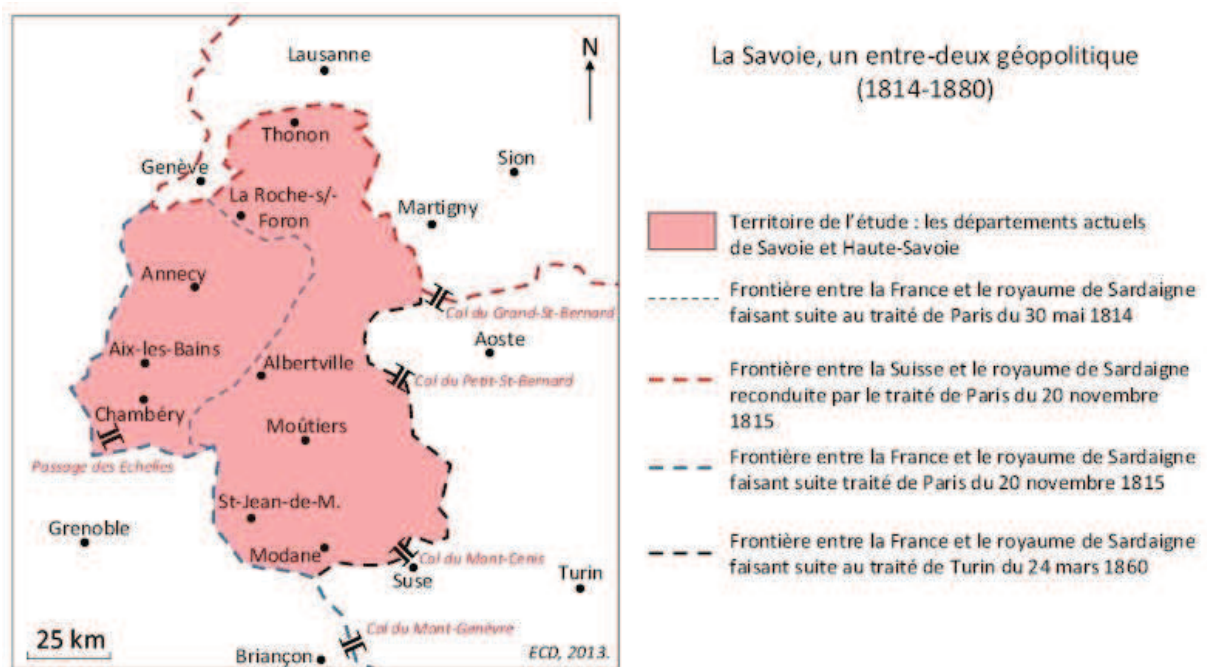 La Savoie, un entre-deux géopolitique
(1814-1880)
N
Lausanne
Thonon
Sion
Genève
La Roche-s/-
Foron
Martigny
Annecy
Col du Grand-St-Bernard
Aoste
Aix-les-Bains
Albertville
Col du Petit-St-Bernard
Chambéry
Moûtiers
Passage des Echelles
St-Jean-de-M.
Grenoble
Modane
Col du Mont-Cenis
Suse
Turin
Col du Mont-Genèvre
25 km
Briançon
ECD, 2013.
Territoire de l'étude : les départements actuels
de Savoie et Haute-Savoie
Frontière entre la France et le royaume de Sardaigne
faisant suite au traité de Paris du 30 mai 1814
Frontière entre la Suisse et le royaume de Sardaigne
reconduite par le traité de Paris du 20 novembre
1815
Frontière entre la France et le royaume de Sardaigne
faisant suite traité de Paris du 20 novembre 1815
Frontière entre la France et le royaume de Sardaigne
faisant suite au traité de Turin du 24 mars 1860